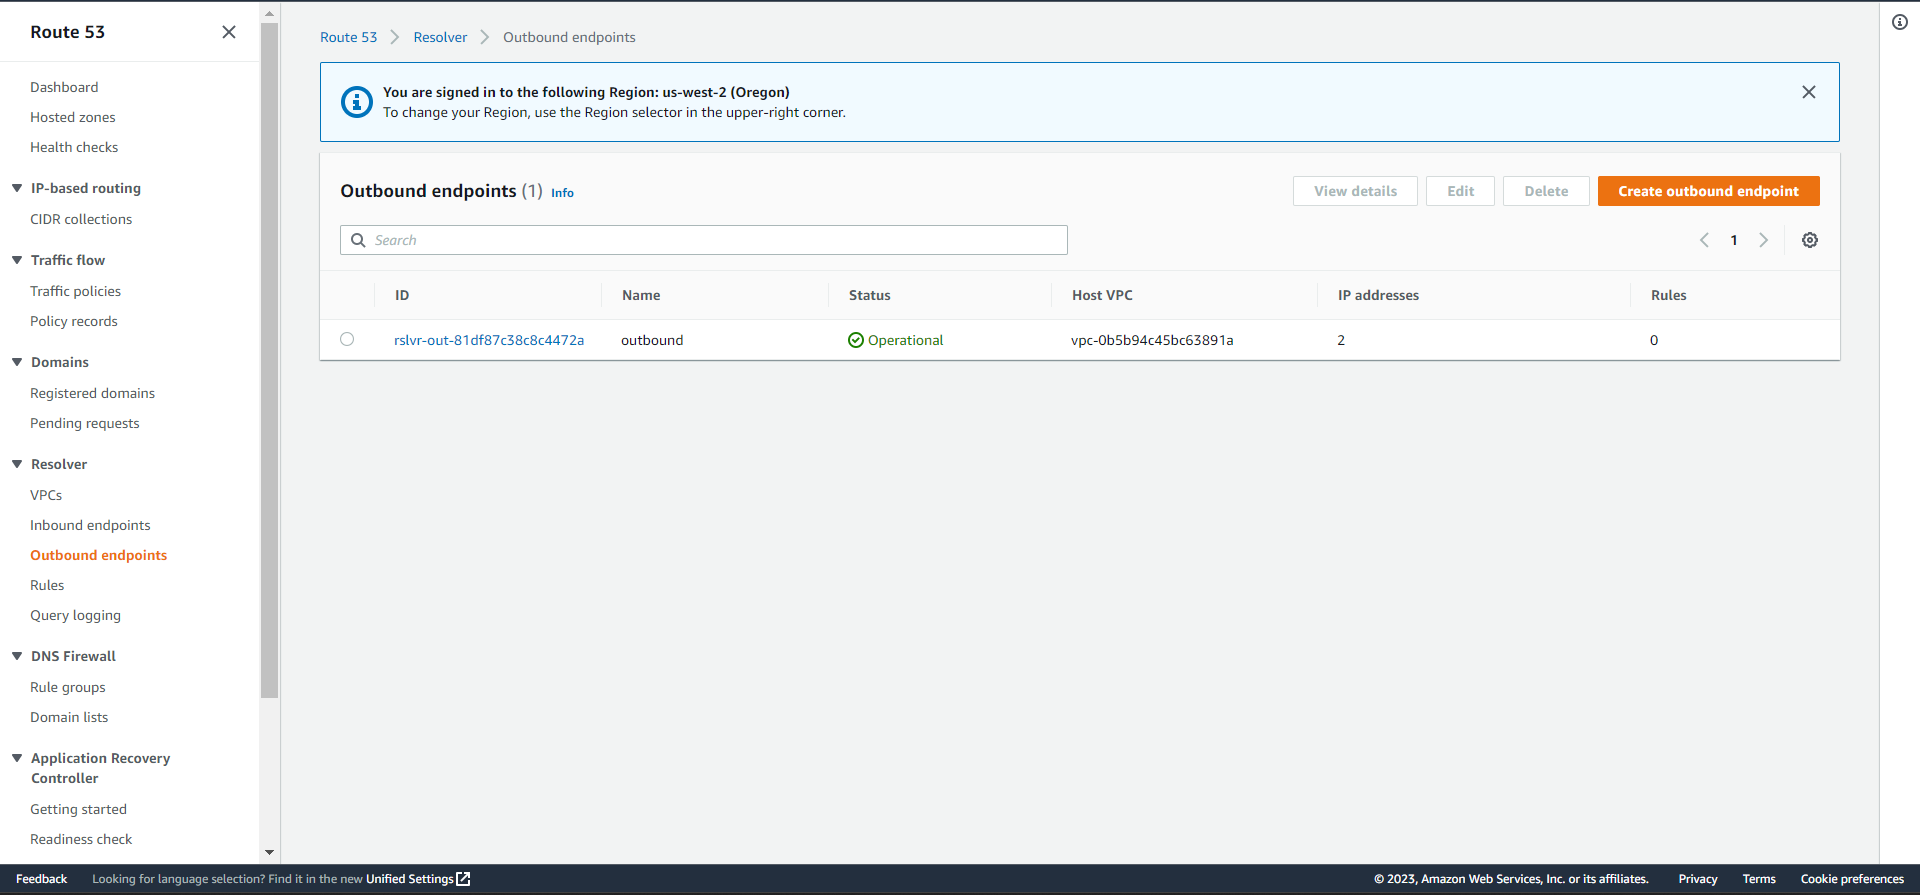 Route 53
Dashboard
Hosted zones
Health checks
IP-based routing
CIDR collections
Traffic flow
Traffic policies
Policy records
Domains
Registered domains
Pending requests
Resolver
VPCs
Inbound endpoints
Outbound endpoints
Rules
Query logging
DNS Firewall
Rule groups
Domain lists
Application Recovery
Controller
Getting started
Readiness check
Route 53 Resolver Outbound endpoints
You are signed in to the following Region: us-west-2 (Oregon)
To change your Region, use the Region selector in the upper-right corner.
Outbound endpoints (1) Info View details Edit Delete Create outbound endpoint
Search 1
ID Name Status Host VPC IP addresses Rules
rslvr-out-81df87c38c8c4472a outbound Operational vpc-0b5b94c45bc63891a 2 0
Feedback Looking for language selection? Find it in the new Unified Settings © 2023, Amazon Web Services, Inc. or its affiliates. Privacy Terms Cookie preferences